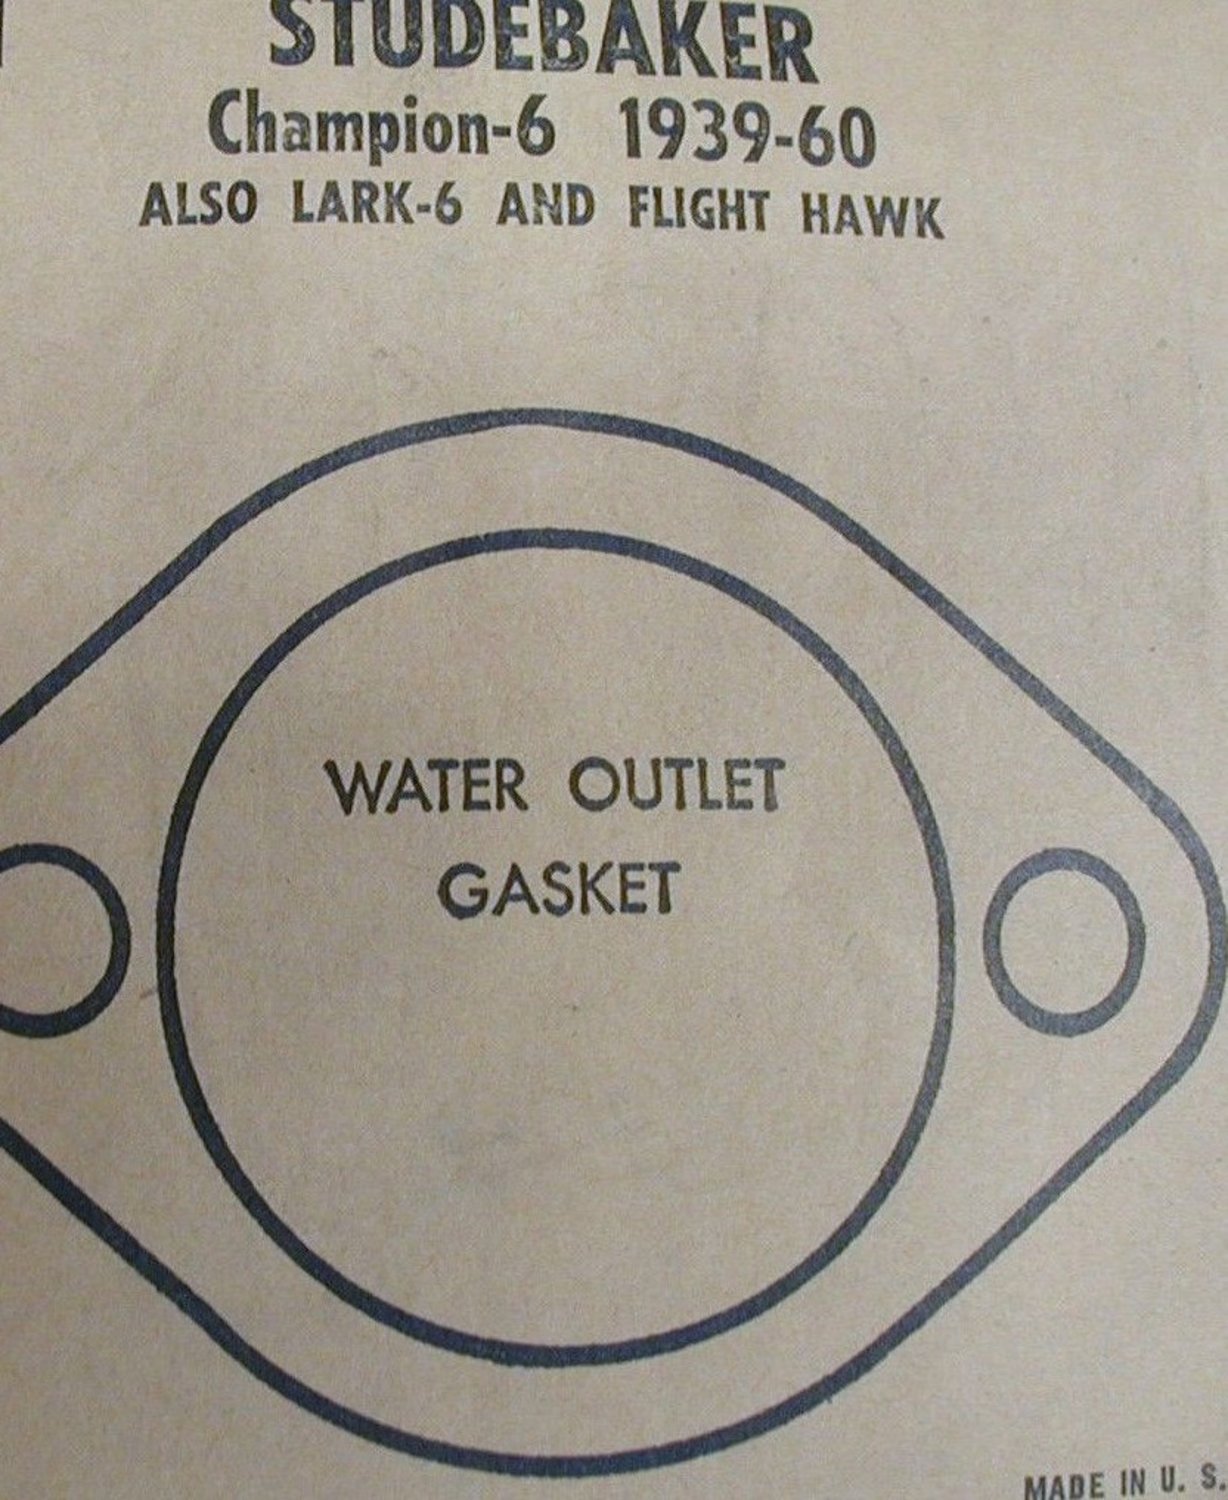 STUDEBAKER
Champion-6 1939-60
ALSO LARK-6 AND FLIGHT HAWK
WATER OUTLET
GASKET
MADE IN U. S.